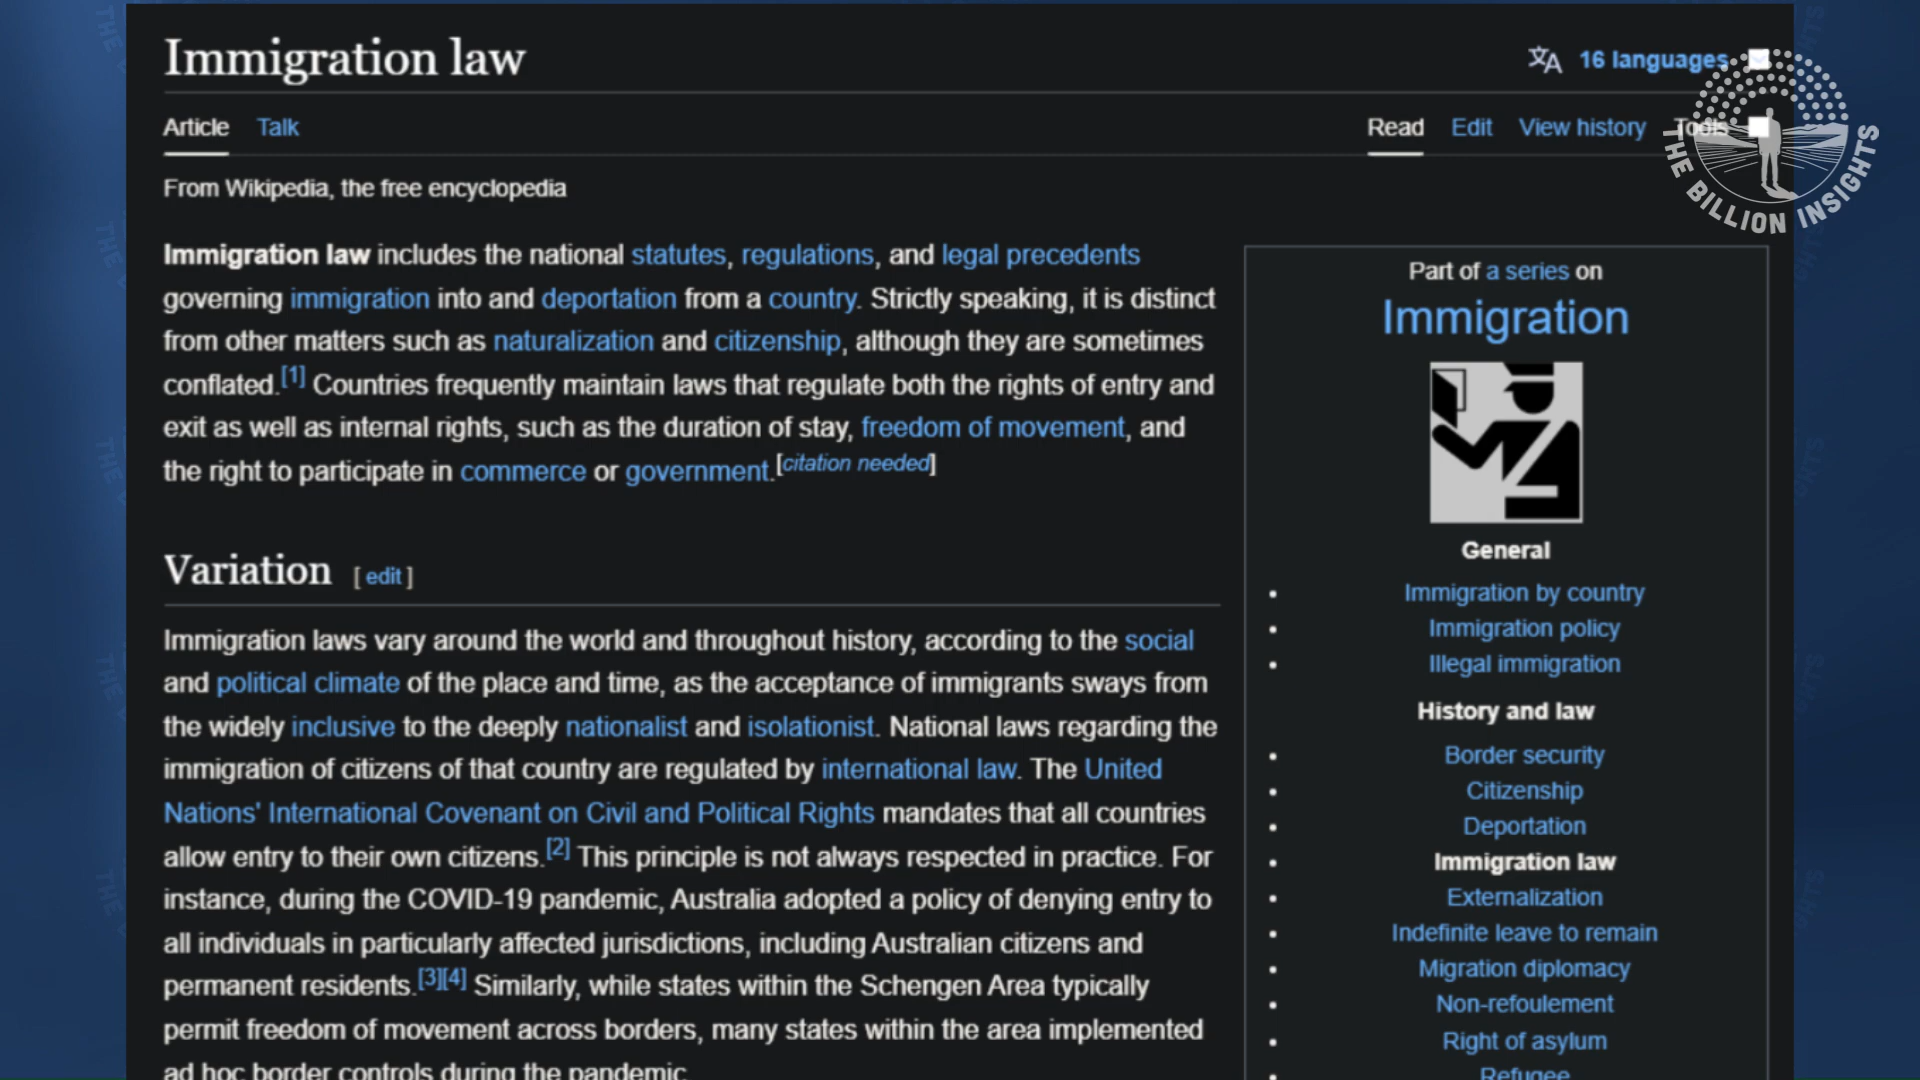 Immigration law
16 languages
Article Talk
Read Edit View history Tools
THE BILLION INSIGHTS
From Wikipedia, the free encyclopedia
Immigration law includes the national statutes, regulations, and legal precedents
governing immigration into and deportation from a country. Strictly speaking, it is distinct
from other matters such as naturalization and citizenship, although they are sometimes
conflated.[1] Countries frequently maintain laws that regulate both the rights of entry and
exit as well as internal rights, such as the duration of stay, freedom of movement, and
the right to participate in commerce or government.[citation needed]
Variation [ edit ]
Immigration laws vary around the world and throughout history, according to the social
and political climate of the place and time, as the acceptance of immigrants sways from
the widely inclusive to the deeply nationalist and isolationist. National laws regarding the
immigration of citizens of that country are regulated by international law. The United
Nations' International Covenant on Civil and Political Rights mandates that all countries
allow entry to their own citizens.[2] This principle is not always respected in practice. For
instance, during the COVID-19 pandemic, Australia adopted a policy of denying entry to
all individuals in particularly affected jurisdictions, including Australian citizens and
permanent residents.[3][4] Similarly, while states within the Schengen Area typically
permit freedom of movement across borders, many states within the area implemented
ad hoc border controls during the pandemic.
Part of a series on
Immigration
General
• Immigration by country
• Immigration policy
• Illegal immigration
History and law
• Border security
• Citizenship
• Deportation
• Immigration law
• Externalization
• Indefinite leave to remain
• Migration diplomacy
• Non-refoulement
• Right of asylum
• Refugee